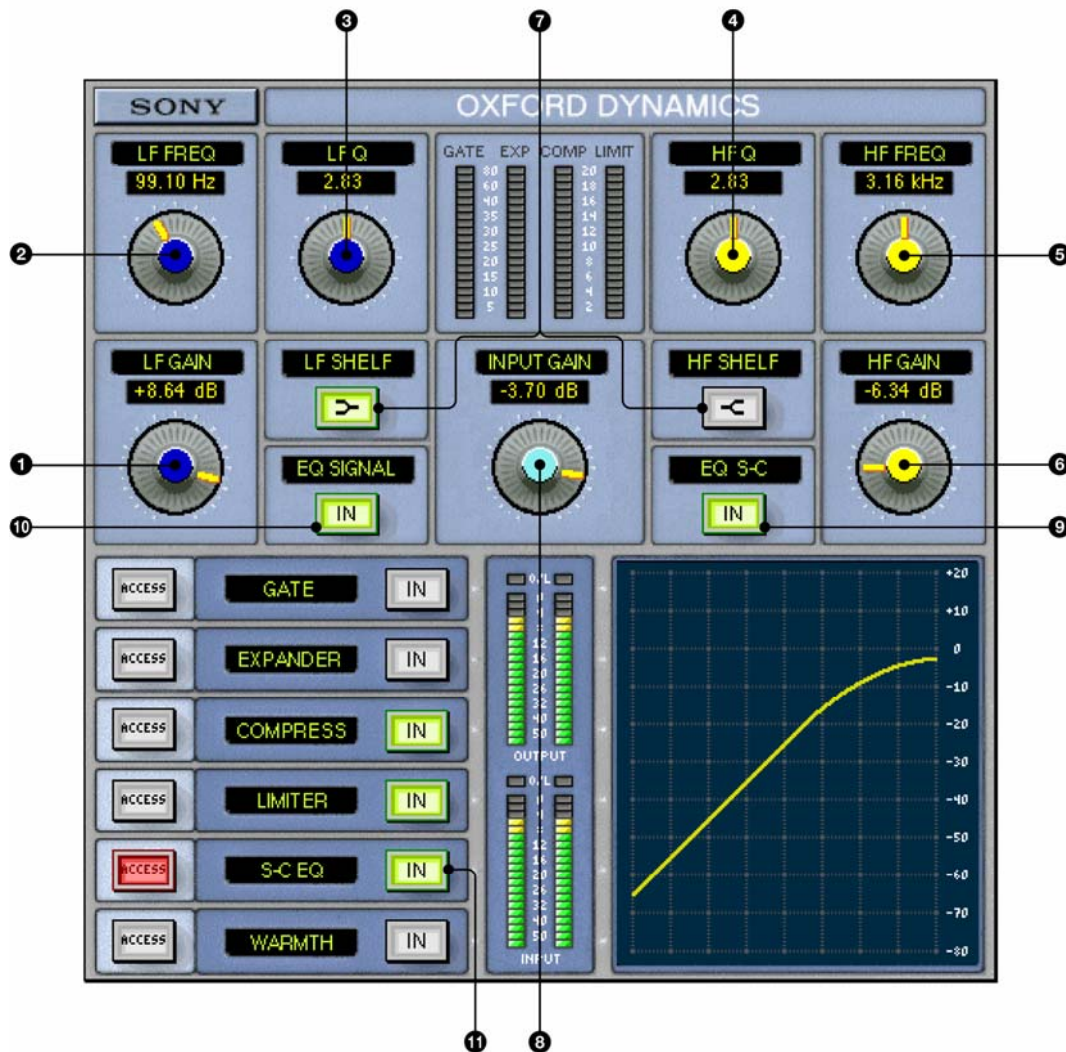 3 7 4
SONY OXFORD DYNAMICS
LF FREQ
99.10 Hz
LF Q
2.83
GATE EXP COMP LIMIT
80 20
60 18
40 16
35 14
30 12
25 10
20 8
15 6
10 4
5 2
HF Q
2.83
HF FREQ
3.16 kHz
2
5
LF GAIN
+8.64 dB
LF SHELF
INPUT GAIN
-3.70 dB
HF SHELF
HF GAIN
-6.34 dB
1
6
EQ SIGNAL
IN
EQ S-C
IN
10
9
ACCESS GATE IN
ACCESS EXPANDER IN
ACCESS COMPRESS IN
ACCESS LIMITER IN
ACCESS S-C EQ IN
ACCESS WARMTH IN
O/L
0
4
8
12
16
20
26
32
40
50
OUTPUT
O/L
0
4
8
12
16
20
26
32
40
50
INPUT
+20
+10
0
-10
-20
-30
-40
-50
-60
-70
-80
11 8